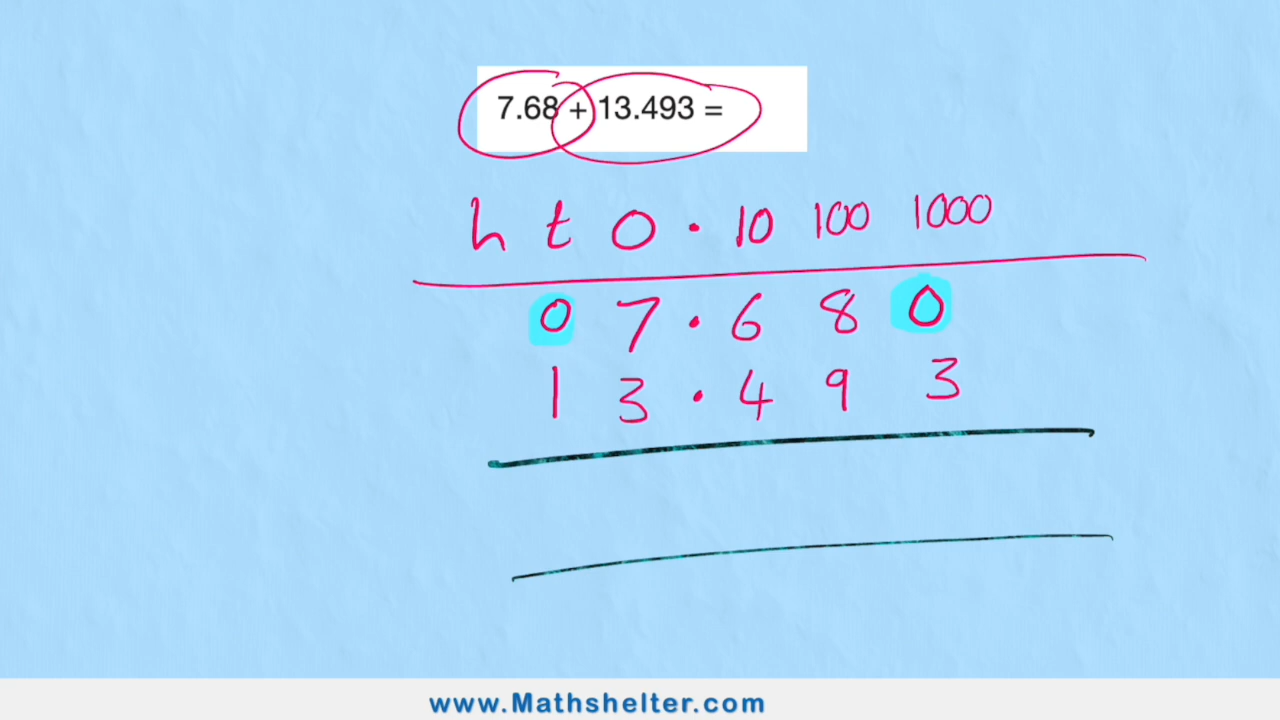 7.68 + 13.493 =
h t O . 10 100 1000
0 7 . 6 8 0
1 3 . 4 9 3
www.Mathshelter.com